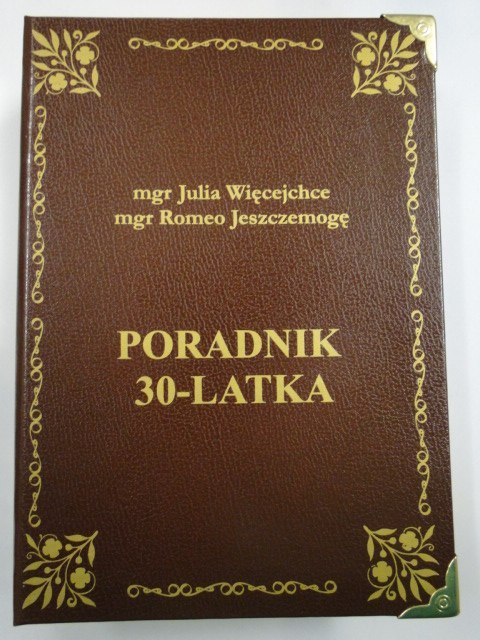 mgr Julia Więcejchce
mgr Romeo Jeszczemogę
PORADNIK
30-LATKA